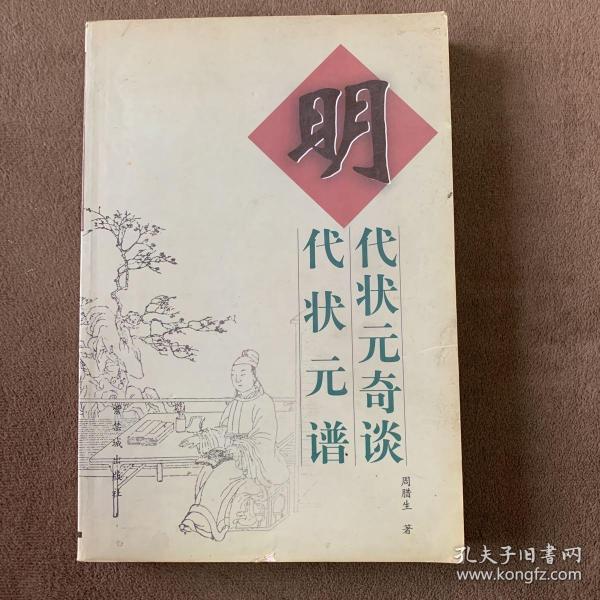 明
代状元奇谈
代状元谱
周腊生 著
紫禁城出版社
孔夫子旧书网
www.kongfz.com